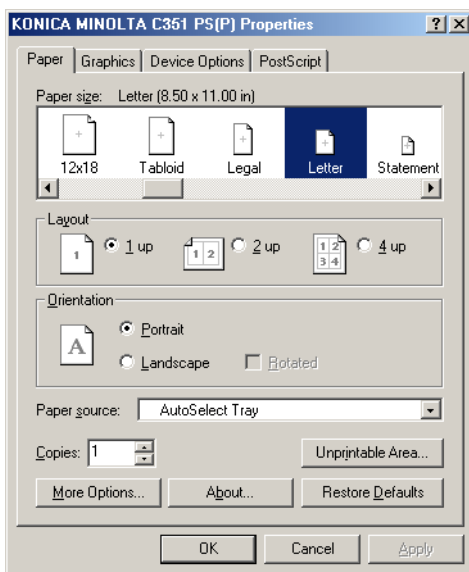 KONICA MINOLTA C351 PS(P) Properties ? ×
Paper Graphics Device Options PostScript
Paper size: Letter (8.50 x 11.00 in)
12x18 Tabloid Legal Letter Statement
Layout
1 1 up 1 2 2 up 1 2 3 4 4 up
Orientation
A Portrait
Landscape Rotated
Paper source: AutoSelect Tray
Copies: 1 Unprintable Area...
More Options... About... Restore Defaults
OK Cancel Apply